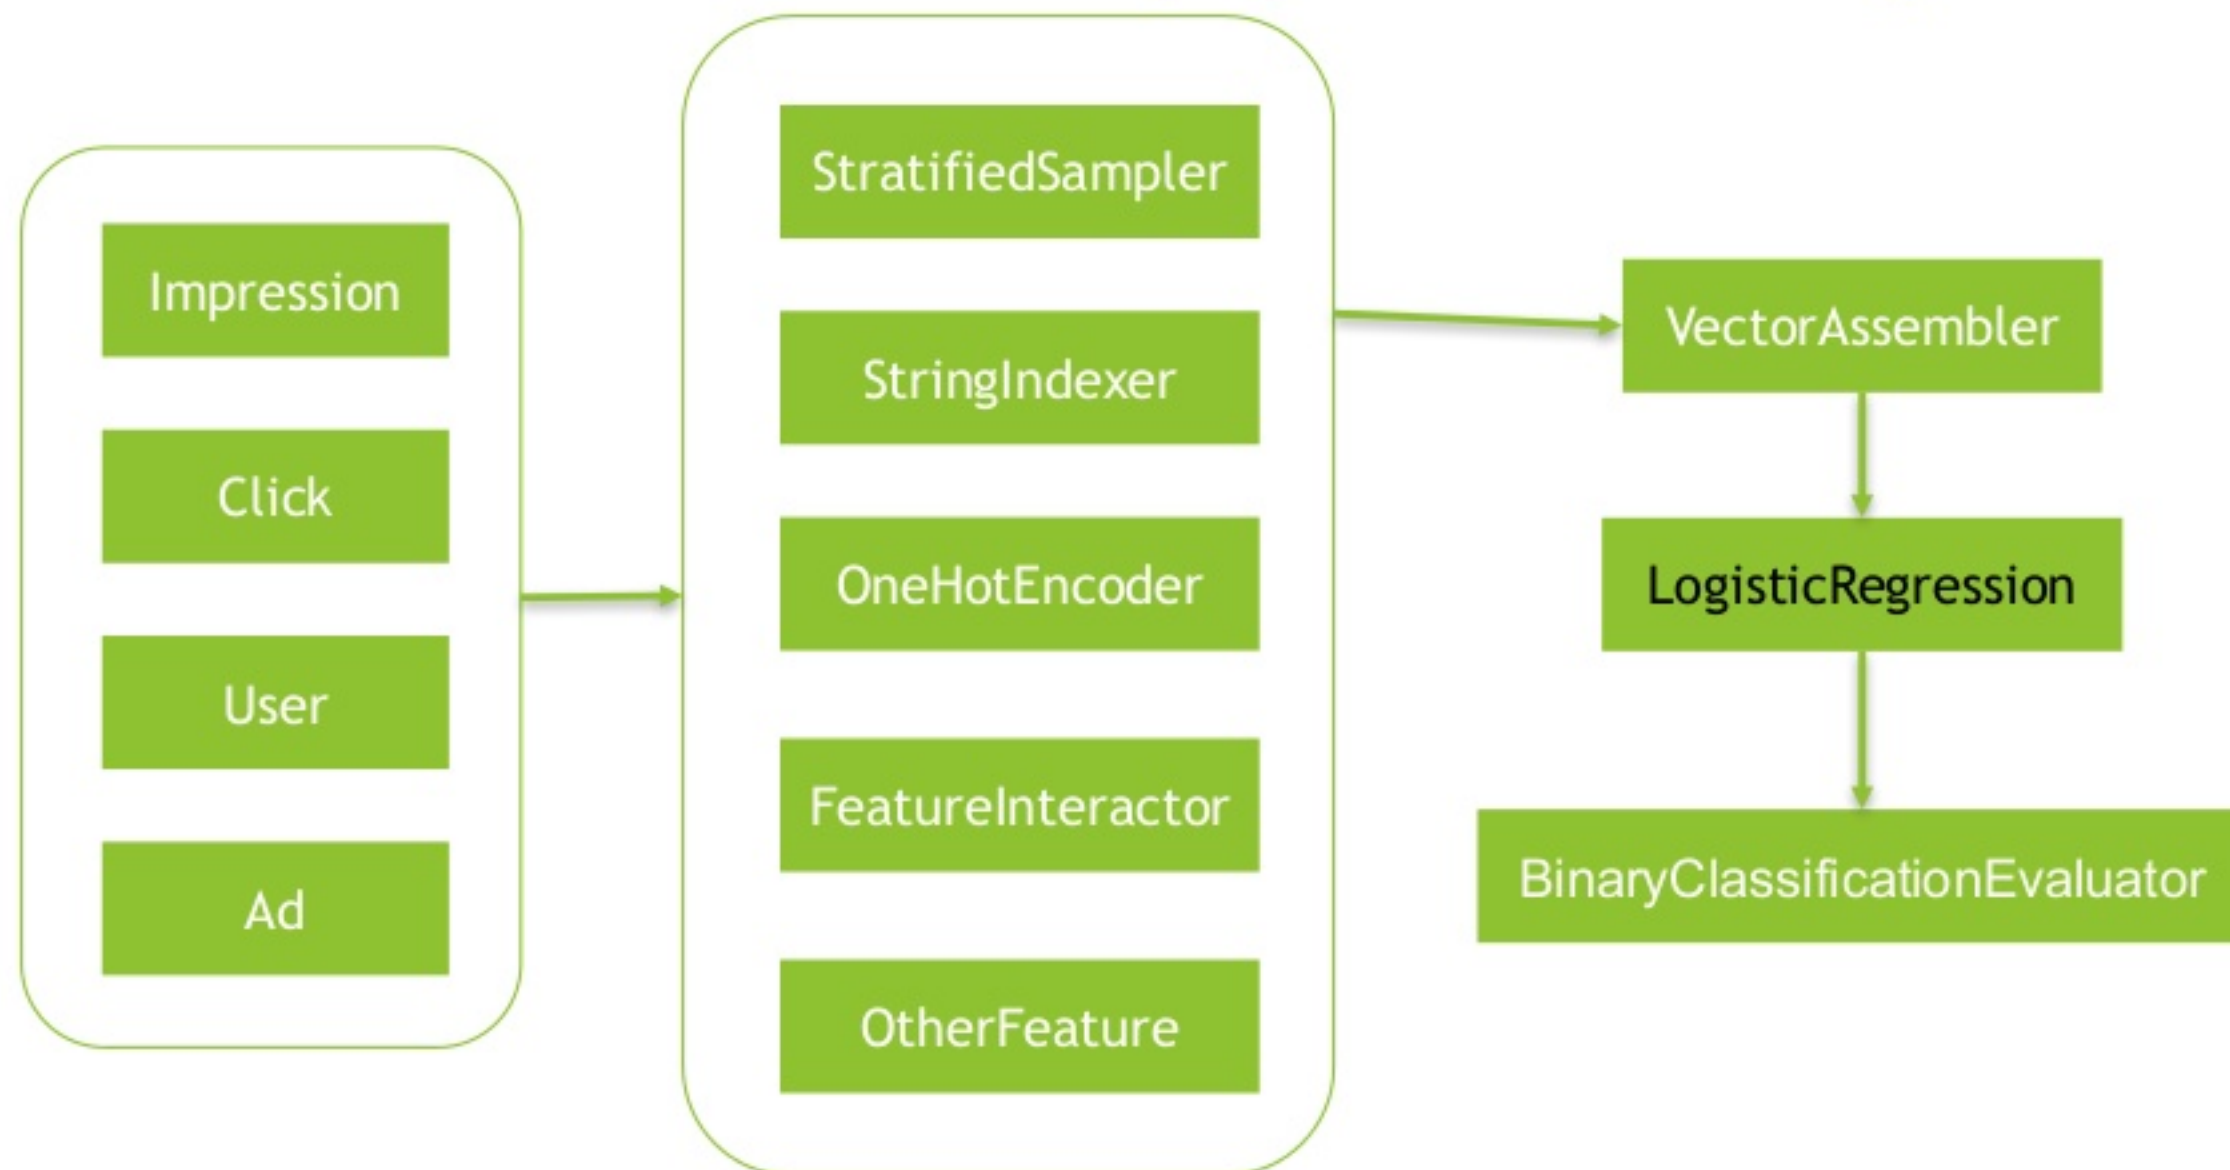 Impression
Click
User
Ad
StratifiedSampler
StringIndexer
OneHotEncoder
FeatureInteractor
OtherFeature
VectorAssembler
LogisticRegression
BinaryClassificationEvaluator